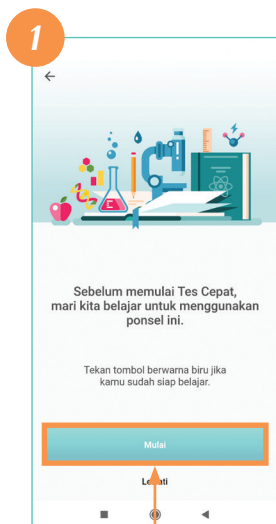 1
Sebelum memulai Tes Cepat,
mari kita belajar untuk menggunakan
ponsel ini.
Tekan tombol berwarna biru jika
kamu sudah siap belajar.
Mulai